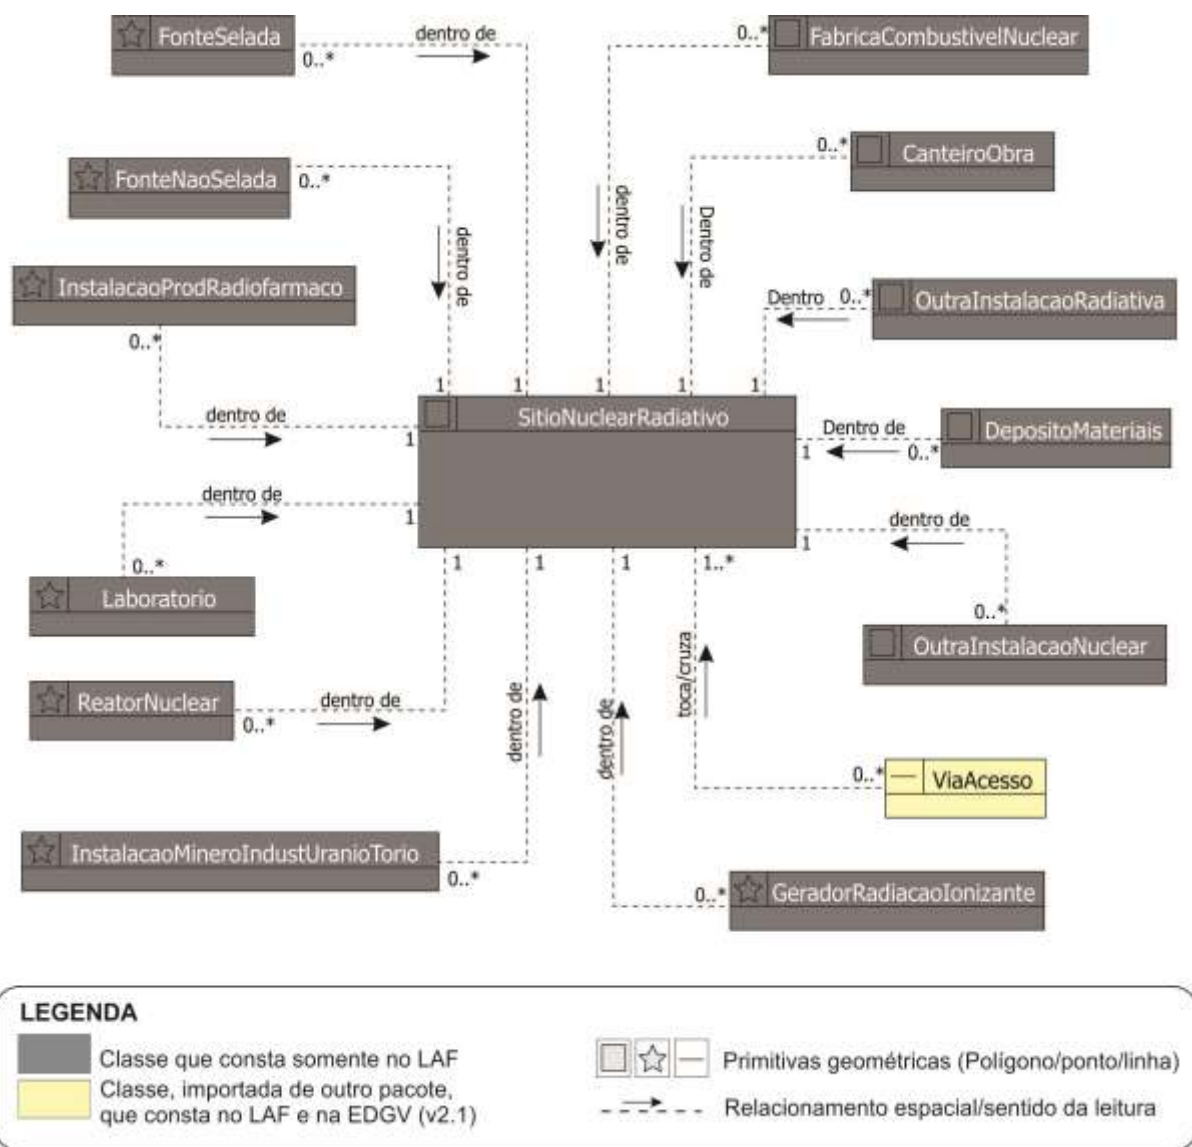 FonteSelada
0..*
dentro de
0..*
FabricaCombustivelNuclear
0..*
CanteiroObra
FonteNaoSelada
0..*
dentro de
dentro de
Dentro de
InstalacaoProdRadiofarmaco
0..*
Dentro
0..*
OutraInstalacaoRadiativa
1
1
1
1
1
dentro de
1
SitioNuclearRadiativo
Dentro de
1
0..*
DepositoMateriais
dentro de
1
dentro de
1
0..*
Laboratorio
1
1
1
1..*
0..*
OutraInstalacaoNuclear
ReatorNuclear
0..*
dentro de
dentro de
dentro de
toca/cruza
0..*
ViaAcesso
InstalacaoMineroIndustUranioTorio
0..*
0..*
GeradorRadiacaoIonizante
LEGENDA
Classe que consta somente no LAF
Classe, importada de outro pacote,
que consta no LAF e na EDGV (v2.1)
Primitivas geométricas (Polígono/ponto/linha)
Relacionamento espacial/sentido da leitura